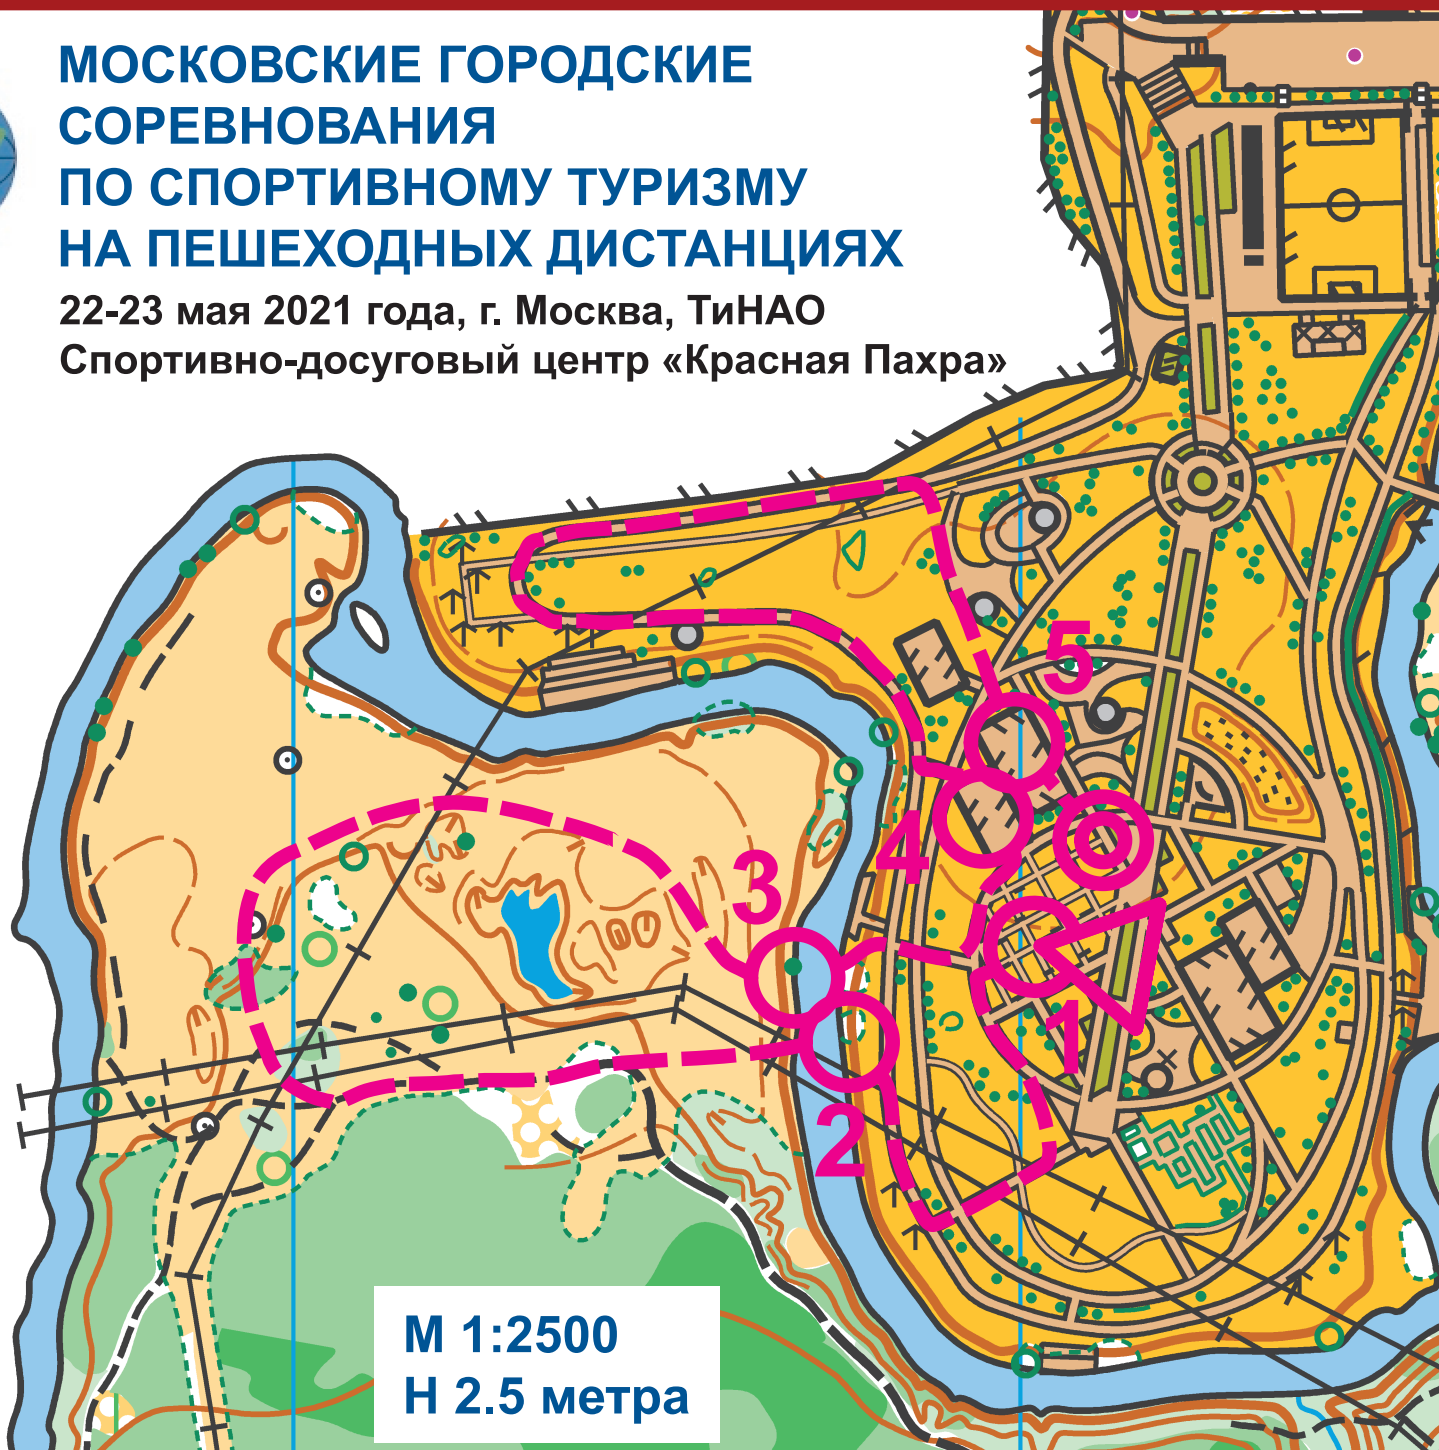 МОСКОВСКИЕ ГОРОДСКИЕ
СОРЕВНОВАНИЯ
ПО СПОРТИВНОМУ ТУРИЗМУ
НА ПЕШЕХОДНЫХ ДИСТАНЦИЯХ
22-23 мая 2021 года, г. Москва, ТиНАО
Спортивно-досуговый центр «Красная Пахра»
5
4
3
1
2
М 1:2500
Н 2.5 метра